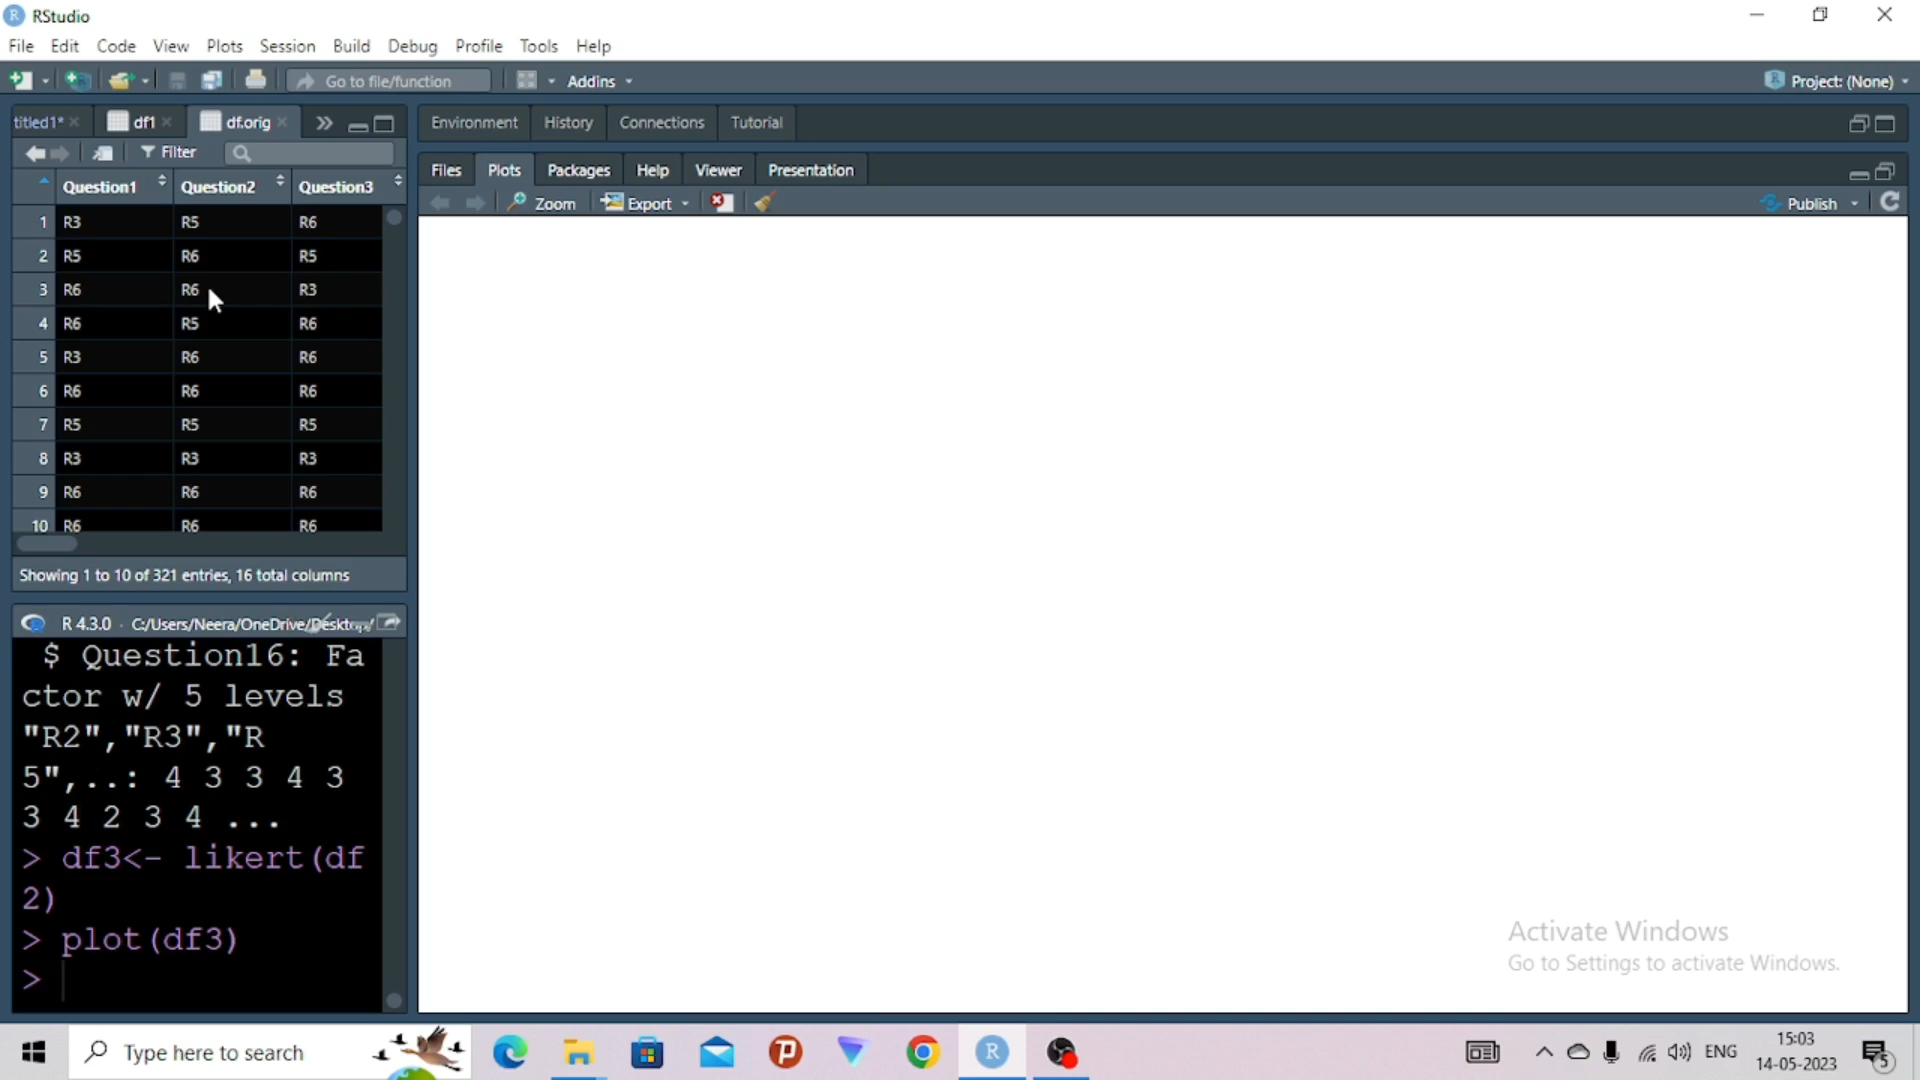 RStudio
File Edit Code View Plots Session Build Debug Profile Tools Help
Go to file/function Addins Project: (None)
titled1* df1 df.orig
Filter
Question1 Question2 Question3
1 R3 R5 R6
2 R5 R6 R5
3 R6 R6 R3
4 R6 R5 R6
5 R3 R6 R6
6 R6 R6 R6
7 R5 R5 R5
8 R3 R3 R3
9 R6 R6 R6
10 R6 R6 R6
Showing 1 to 10 of 321 entries, 16 total columns
R 4.3.0 · C:/Users/Neera/OneDrive/Desktop/
$ Question16: Fa
ctor w/ 5 levels
"R2","R3","R
5",..: 4 3 3 4 3
3 4 2 3 4 ...
> df3<- likert(df
2)
> plot(df3)
>
Environment History Connections Tutorial
Files Plots Packages Help Viewer Presentation
Zoom Export Publish
Activate Windows
Go to Settings to activate Windows.
Type here to search
ENG
15:03
14-05-2023
5